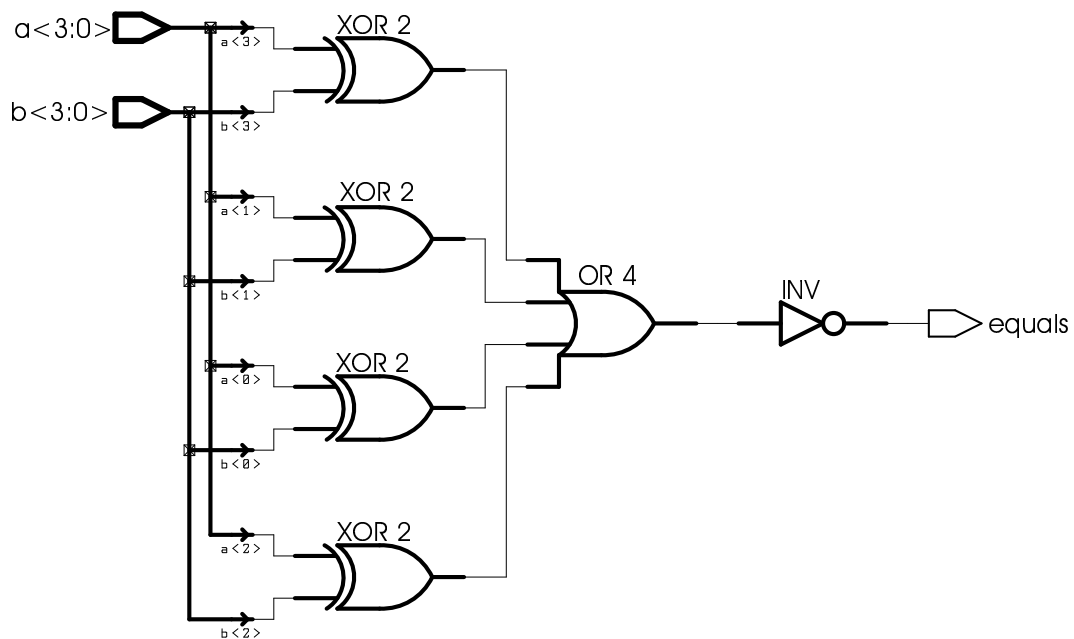 XOR 2
a<3:0>
a<3>
b<3:0>
b<3>
XOR 2
a<1>
OR 4
INV
b<1>
equals
XOR 2
a<0>
b<0>
XOR 2
a<2>
b<2>